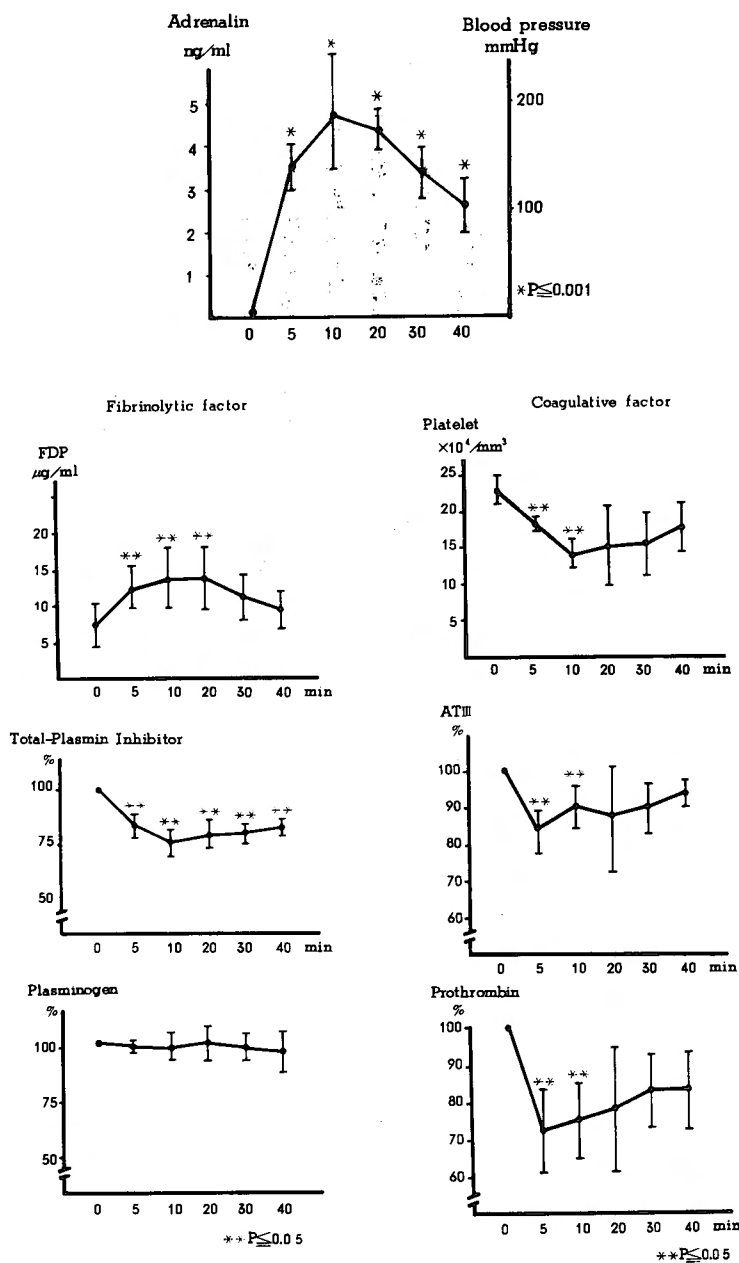 Adrenalin
ng/ml
Blood pressure
mmHg
5
4
3
2
1
200
100
*
*
*
*
*
*P≦0.001
0 5 10 20 30 40
Fibrinolytic factor
Coagulative factor
FDP
μg/ml
20
15
10
5
** ** **
0 5 10 20 30 40 min
Platelet
×10⁴/mm³
25
20
15
10
5
** **
0 5 10 20 30 40 min
Total-Plasmin Inhibitor
%
100
75
50
** ** ** ** **
0 5 10 20 30 40 min
ATⅢ
%
100
90
80
70
60
** **
0 5 10 20 30 40 min
Plasminogen
%
100
75
50
0 5 10 20 30 40 min
**P≦0.05
Prothrombin
%
100
90
80
70
60
** **
0 5 10 20 30 40 min
**P≦0.05